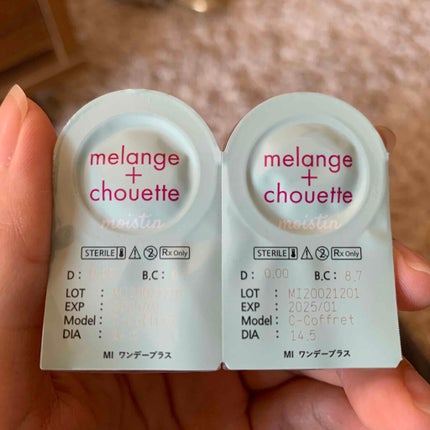 melange
+
chouette
moistin
STERILE Rx Only
D : B.C :
LOT :
EXP :
Model :
DIA :
MI ワンデープラス
melange
+
chouette
moistin
STERILE Rx Only
D : 0.00 B.C : 8.7
LOT : MI20021201
EXP : 2025/01
Model : C-Coffret
DIA : 14.5
MI ワンデープラス